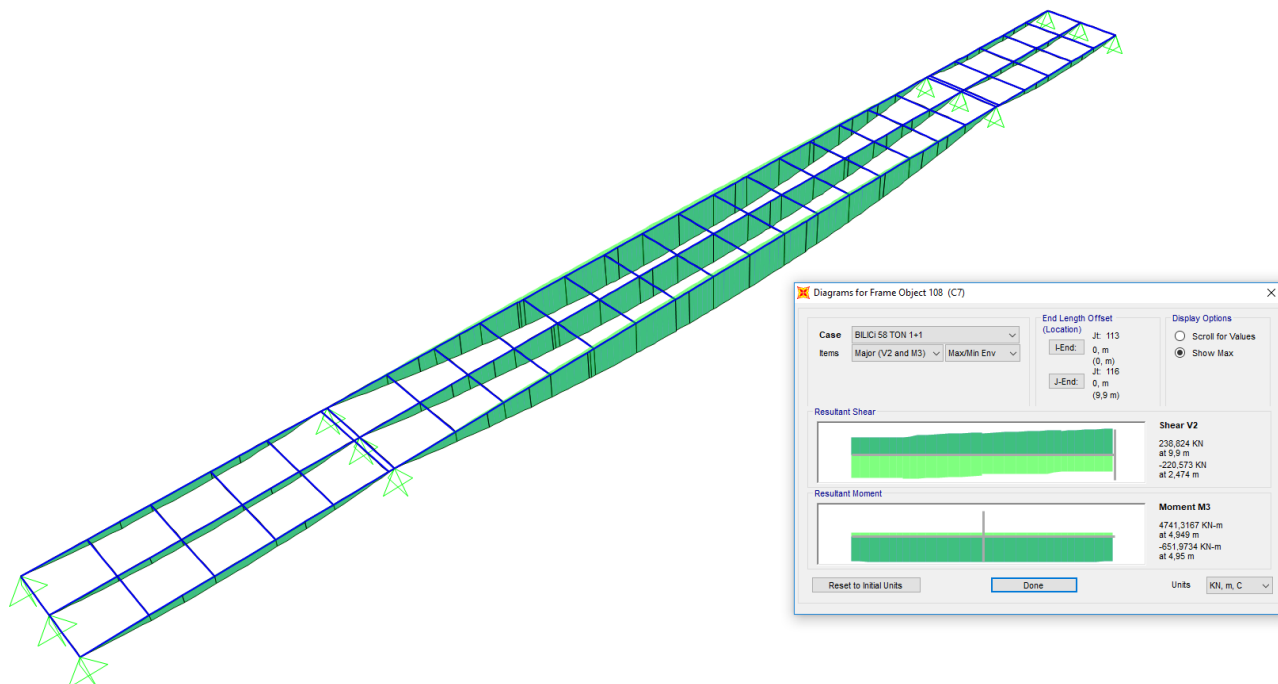 Diagrams for Frame Object 108 (C7)
Case
BILICi 58 TON 1+1
Items
Major (V2 and M3)
Max/Min Env
End Length Offset
(Location)
I-End:
Jt: 113
0, m
(0, m)
J-End:
Jt: 116
0, m
(9,9 m)
Display Options
Scroll for Values
Show Max
Resultant Shear
Shear V2
238,824 KN
at 9,9 m
-220,573 KN
at 2,474 m
Resultant Moment
Moment M3
4741,3167 KN-m
at 4,949 m
-651,9734 KN-m
at 4,95 m
Reset to Initial Units
Done
Units
KN, m, C